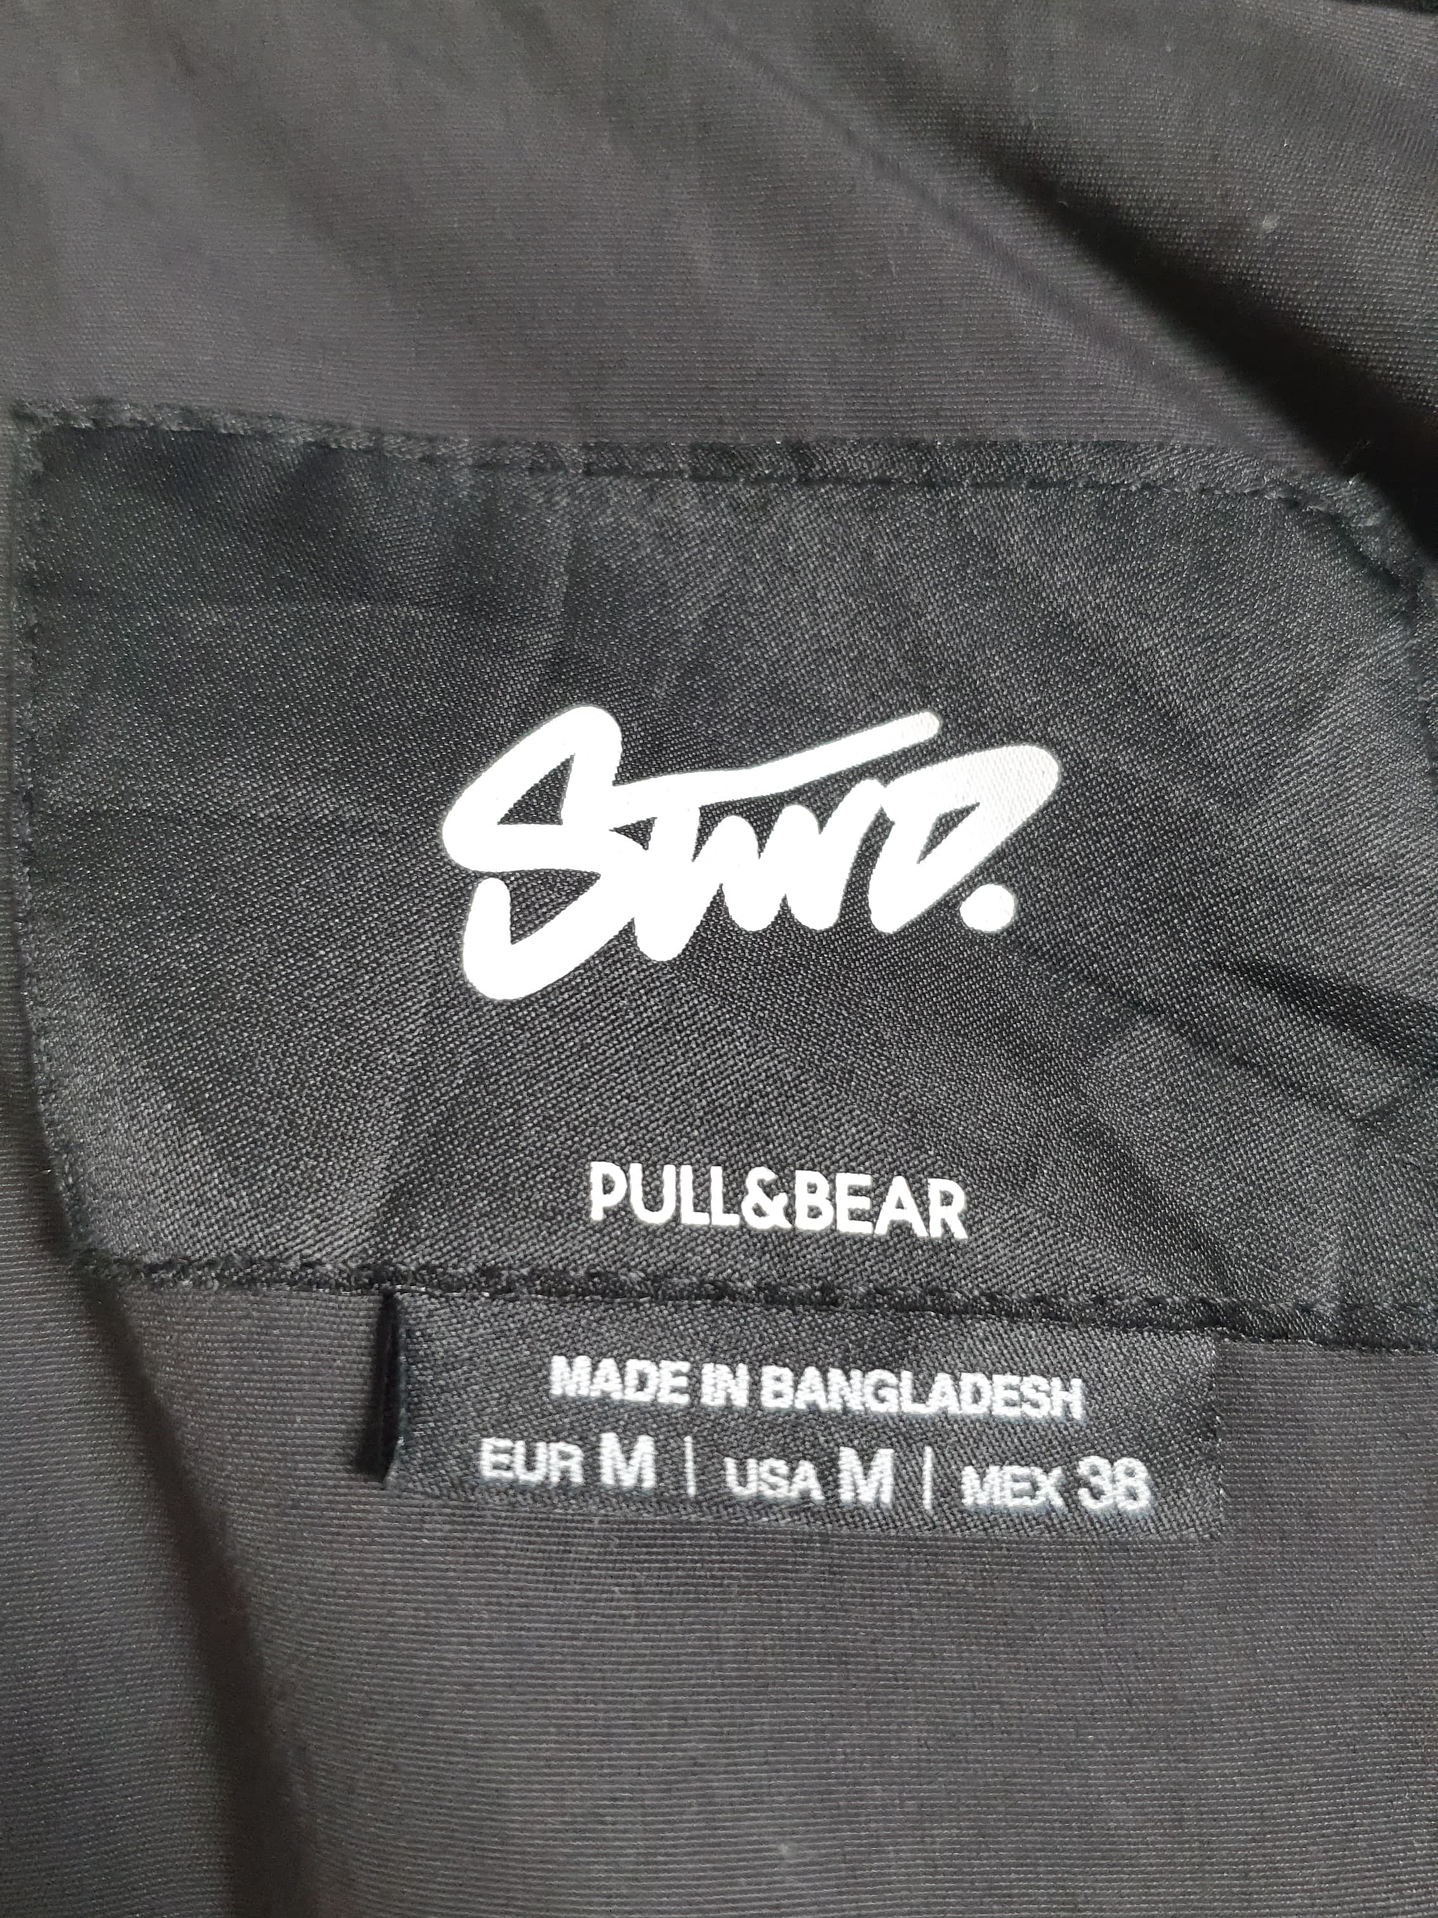 STWD.
PULL&BEAR
MADE IN BANGLADESH
EUR M | USA M | MEX 38